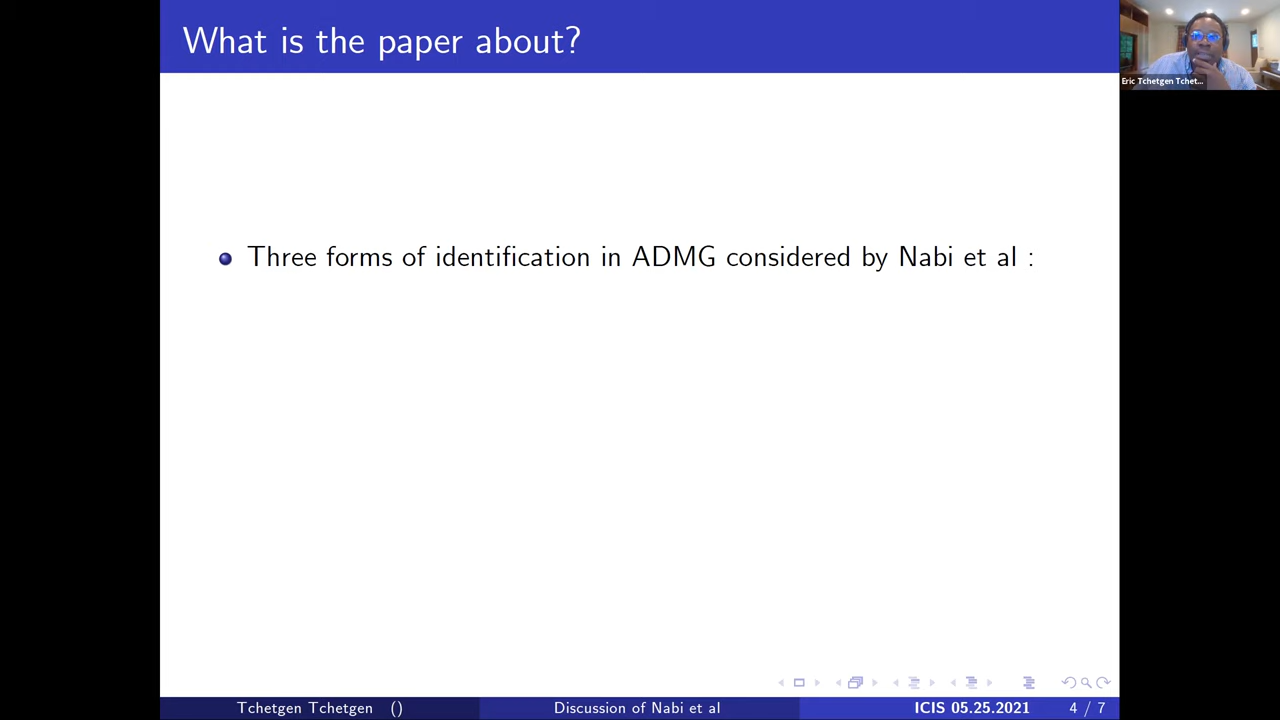 What is the paper about?
Eric Tchetgen Tchet...
Three forms of identification in ADMG considered by Nabi et al :
Tchetgen Tchetgen ()
Discussion of Nabi et al
ICIS 05.25.2021
4 / 7